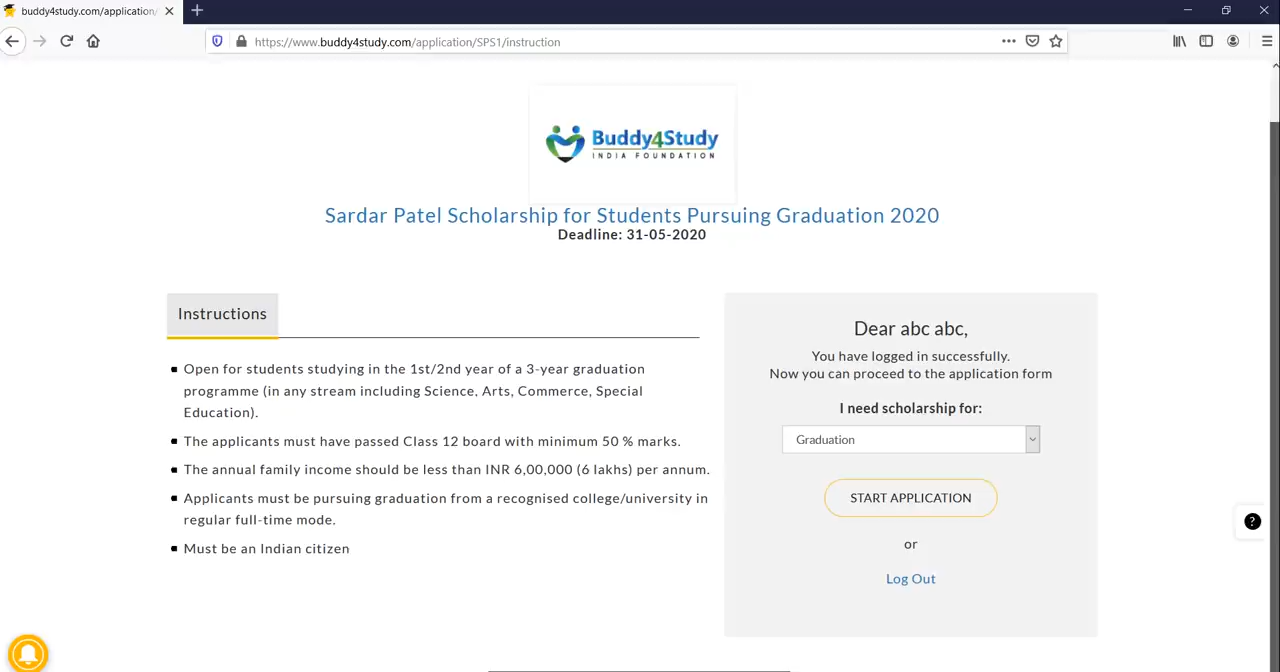 buddy4study.com/application/
https://www.buddy4study.com/application/SPS1/instruction
Buddy4Study
INDIA FOUNDATION
Sardar Patel Scholarship for Students Pursuing Graduation 2020
Deadline: 31-05-2020
Instructions
Open for students studying in the 1st/2nd year of a 3-year graduation
programme (in any stream including Science, Arts, Commerce, Special
Education).
The applicants must have passed Class 12 board with minimum 50 % marks.
The annual family income should be less than INR 6,00,000 (6 lakhs) per annum.
Applicants must be pursuing graduation from a recognised college/university in
regular full-time mode.
Must be an Indian citizen
Dear abc abc,
You have logged in successfully.
Now you can proceed to the application form
I need scholarship for:
Graduation
START APPLICATION
or
Log Out
?